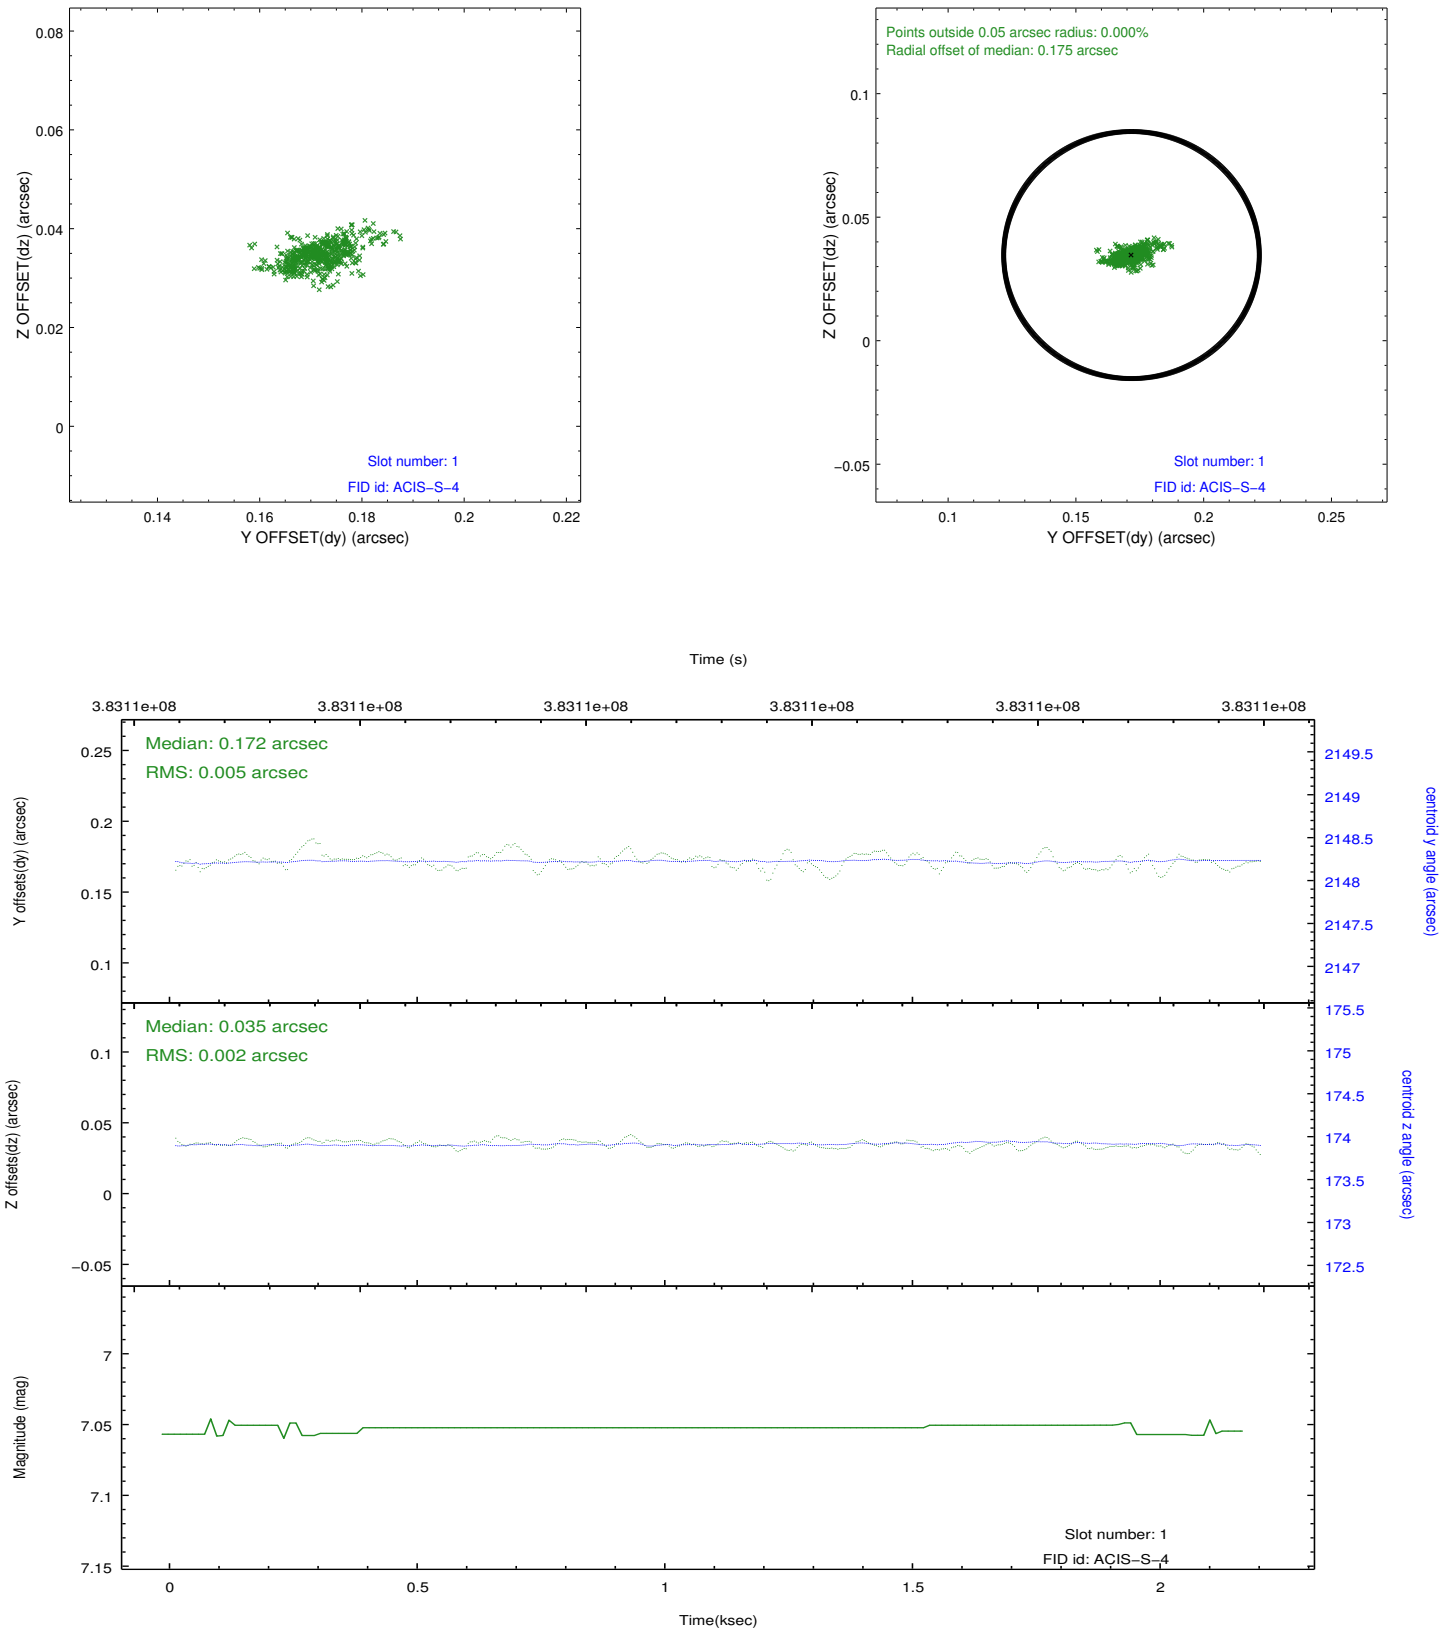 0.08
0.06
0.04
0.02
0
Z OFFSET(dz) (arcsec)
Slot number: 1
FID id: ACIS−S−4
0.14 0.16 0.18 0.2 0.22
Y OFFSET(dy) (arcsec)
Points outside 0.05 arcsec radius: 0.000%
Radial offset of median: 0.175 arcsec
0.1
0.05
0
−0.05
Z OFFSET(dz) (arcsec)
Slot number: 1
FID id: ACIS−S−4
0.1 0.15 0.2 0.25
Y OFFSET(dy) (arcsec)
Time (s)
3.8311e+08 3.8311e+08 3.8311e+08 3.8311e+08 3.8311e+08 3.8311e+08
Median: 0.172 arcsec
RMS: 0.005 arcsec
0.25
0.2
0.15
0.1
Y offsets(dy) (arcsec)
2149.5
2149
2148.5
2148
2147.5
2147
centroid y angle (arcsec)
Median: 0.035 arcsec
RMS: 0.002 arcsec
0.1
0.05
0
−0.05
Z offsets(dz) (arcsec)
175.5
175
174.5
174
173.5
173
172.5
centroid z angle (arcsec)
7
7.05
7.1
7.15
Magnitude (mag)
Slot number: 1
FID id: ACIS−S−4
0 0.5 1 1.5 2
Time(ksec)